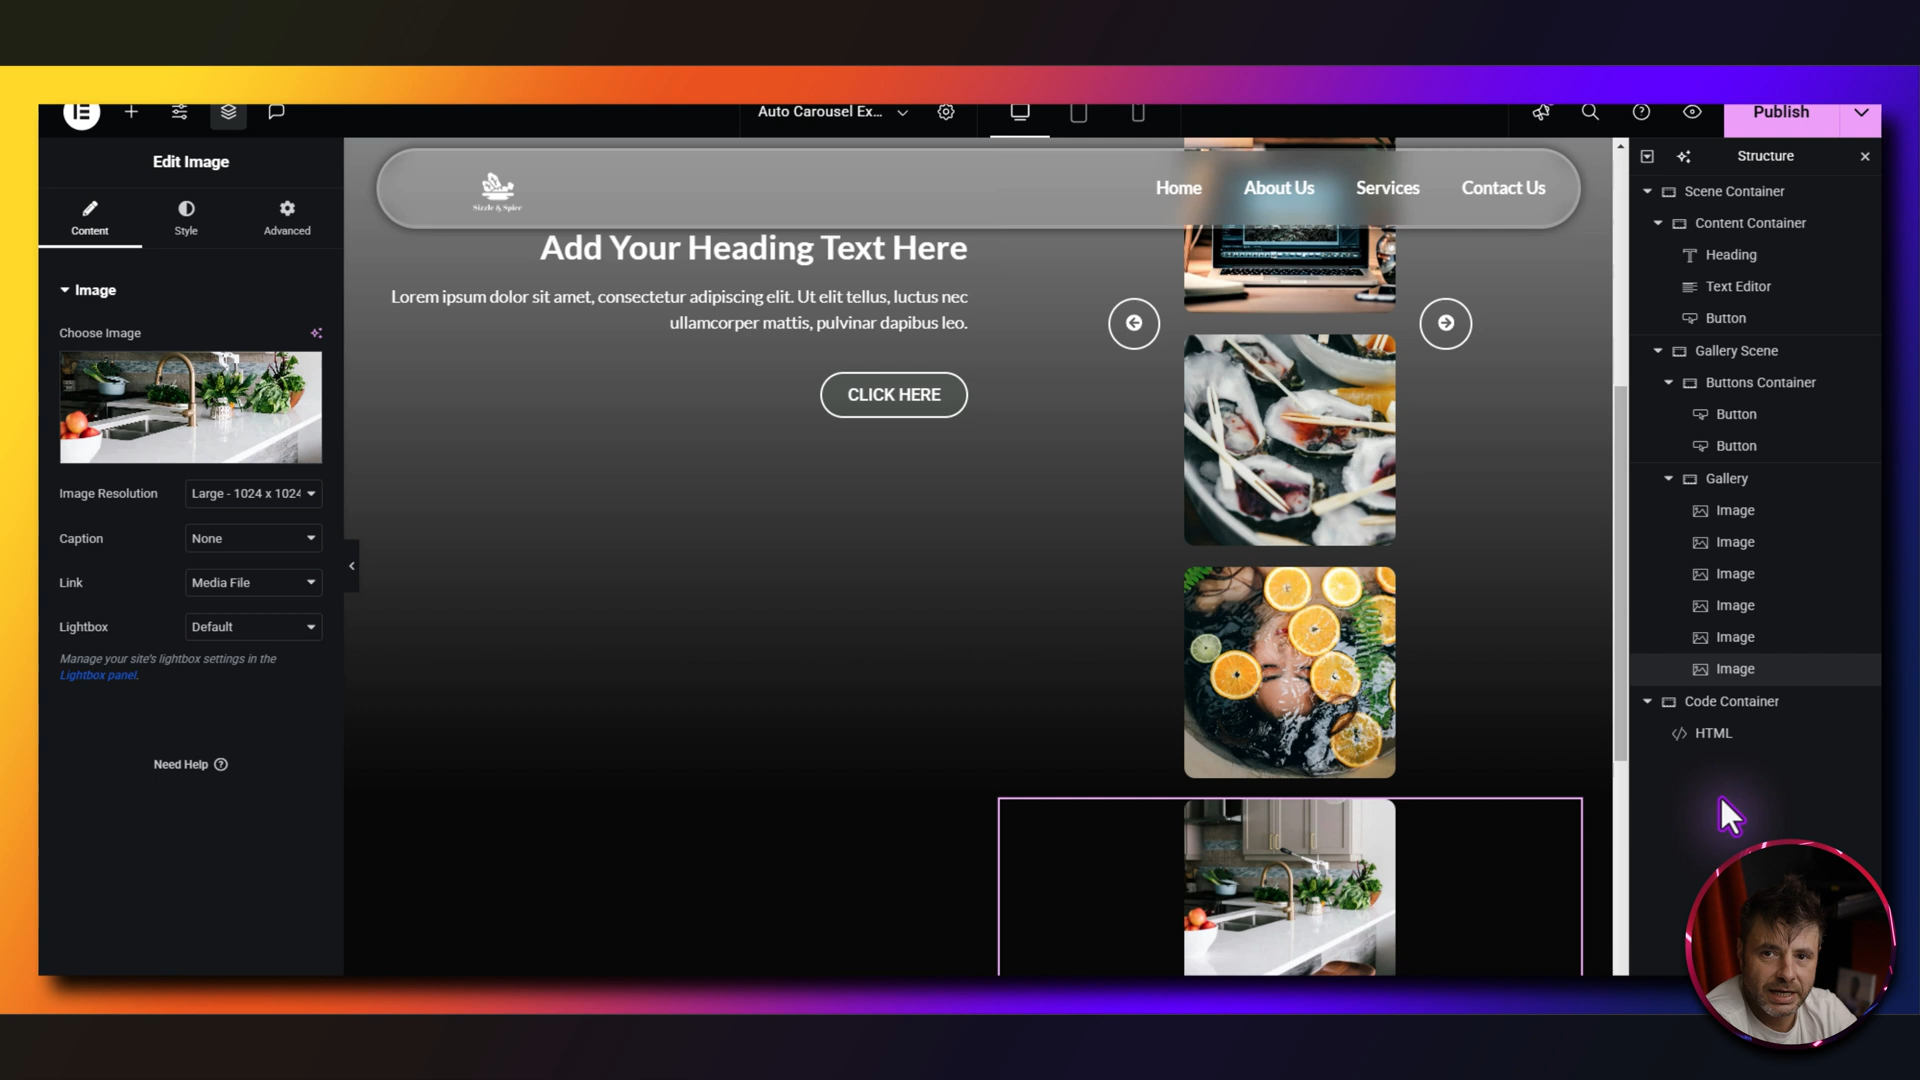 Auto Carousel Ex...
Publish
Edit Image
Content
Style
Advanced
Image
Choose Image
Image Resolution
Large - 1024 x 1024
Caption
None
Link
Media File
Lightbox
Default
Manage your site's lightbox settings in the
Lightbox panel.
Need Help
Sizzle & Spice
Home
About Us
Services
Contact Us
Add Your Heading Text Here
Lorem ipsum dolor sit amet, consectetur adipiscing elit. Ut elit tellus, luctus nec
ullamcorper mattis, pulvinar dapibus leo.
CLICK HERE
Structure
Scene Container
Content Container
Heading
Text Editor
Button
Gallery Scene
Buttons Container
Button
Button
Gallery
Image
Image
Image
Image
Image
Image
Code Container
HTML